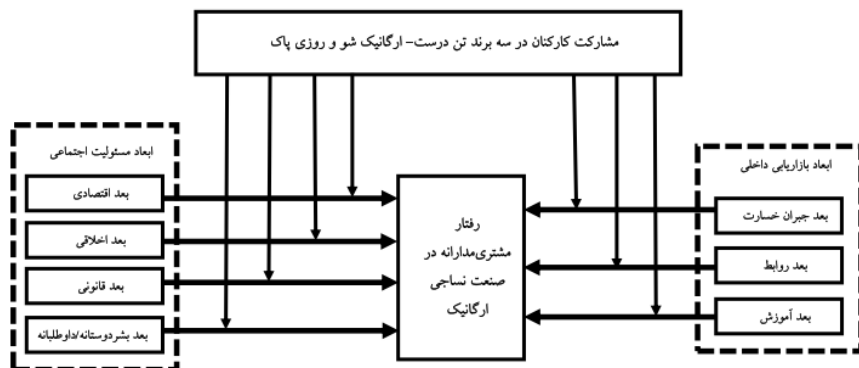 مشارکت کارکنان در سه برند تن درست- ارگانیک شو و روزی پاک
ابعاد بازاریابی داخلی
بعد جبران خسارت
بعد روابط
بعد آموزش
رفتار
مشتری‌مدارانه در
صنعت نساجی
ارگانیک
ابعاد مسئولیت اجتماعی
بعد اقتصادی
بعد اخلاقی
بعد قانونی
بعد بشردوستانه/داوطلبانه